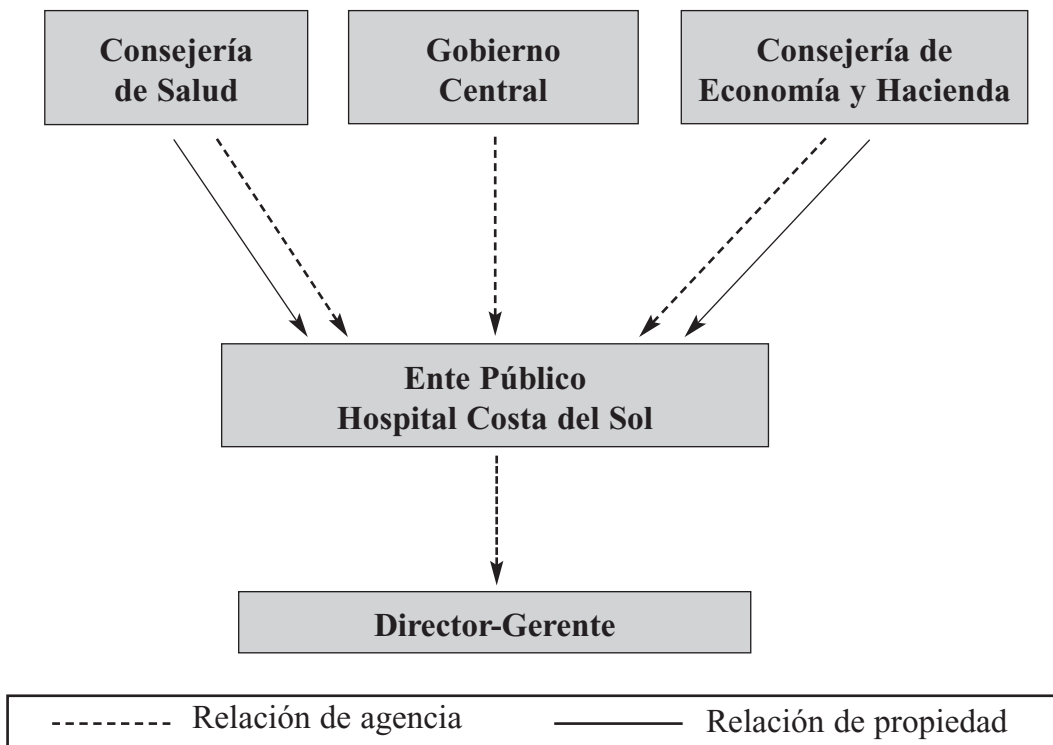 Consejería
de Salud
Gobierno
Central
Consejería de
Economía y Hacienda
Ente Público
Hospital Costa del Sol
Director-Gerente
Relación de agencia
Relación de propiedad